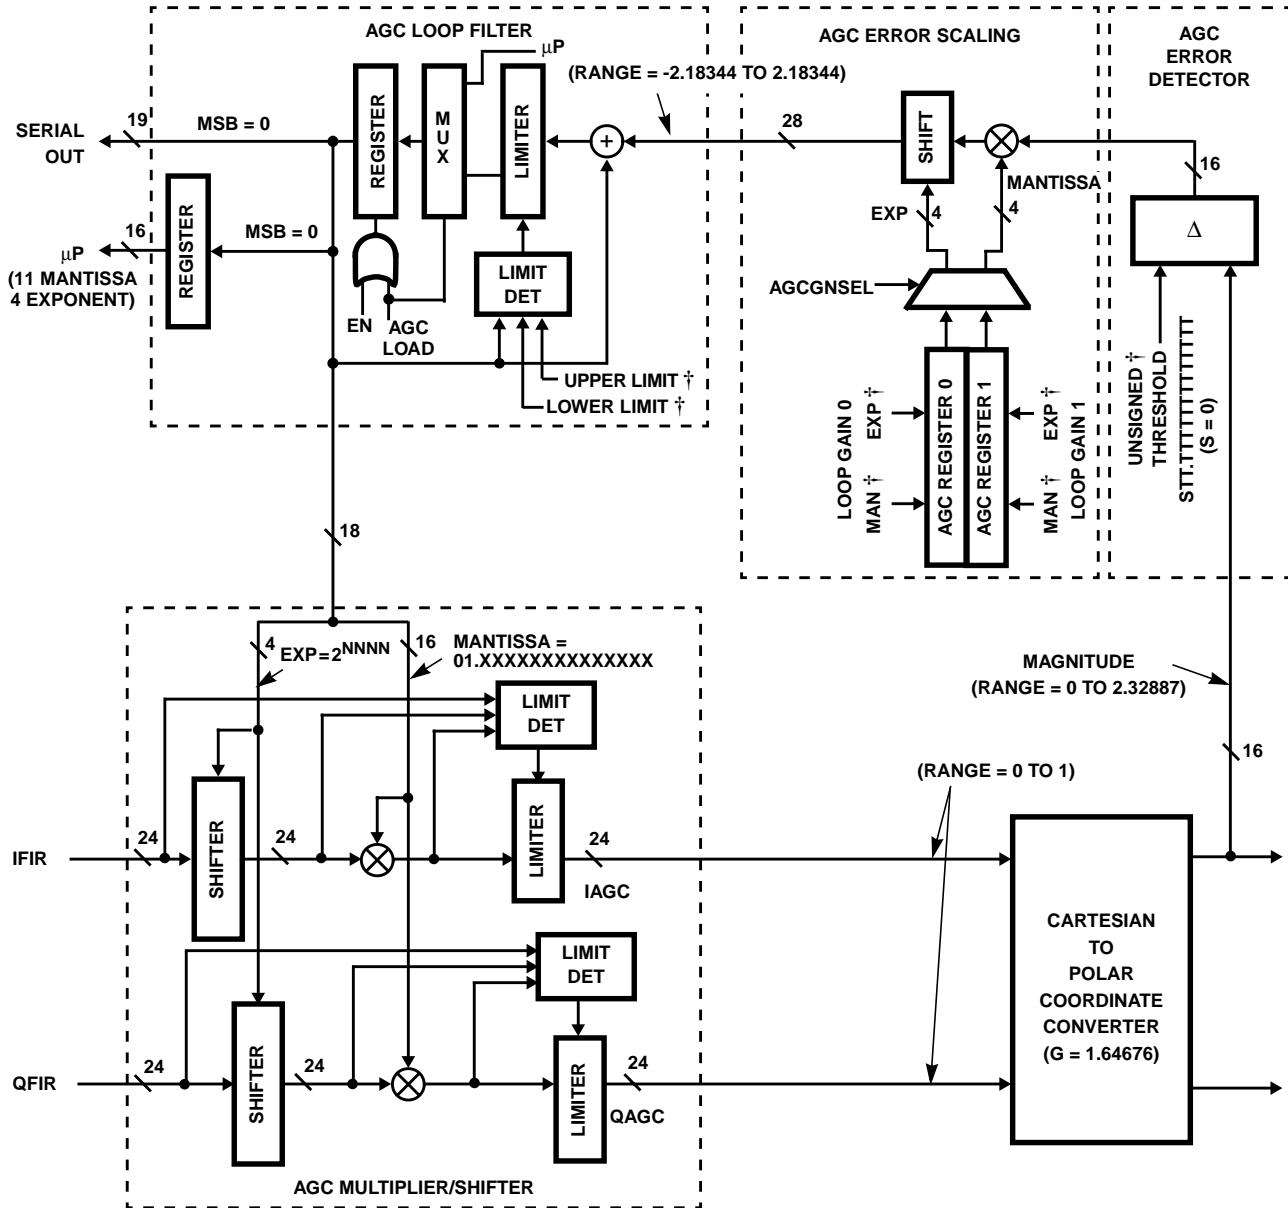 AGC LOOP FILTER
μP
(RANGE = -2.18344 TO 2.18344)
AGC ERROR SCALING
AGC
ERROR
DETECTOR
SERIAL
OUT
19
MSB = 0
REGISTER
MUX
LIMITER
+
28
SHIFT
MANTISSA
16
EXP
4
4
Δ
μP
16
(11 MANTISSA
4 EXPONENT)
REGISTER
MSB = 0
EN
AGC
LOAD
LIMIT
DET
UPPER LIMIT †
LOWER LIMIT †
AGCGNSEL
LOOP GAIN 0
MAN † EXP †
AGC REGISTER 0
AGC REGISTER 1
MAN † EXP †
LOOP GAIN 1
UNSIGNED †
THRESHOLD
STT.TTTTTTTTTTTTT
(S = 0)
18
4
EXP=2^NNNN
16
MANTISSA =
01.XXXXXXXXXXXXXX
LIMIT
DET
MAGNITUDE
(RANGE = 0 TO 2.32887)
16
(RANGE = 0 TO 1)
IFIR
24
SHIFTER
24
LIMITER
24
IAGC
LIMIT
DET
QFIR
24
SHIFTER
24
LIMITER
24
QAGC
CARTESIAN
TO
POLAR
COORDINATE
CONVERTER
(G = 1.64676)
AGC MULTIPLIER/SHIFTER